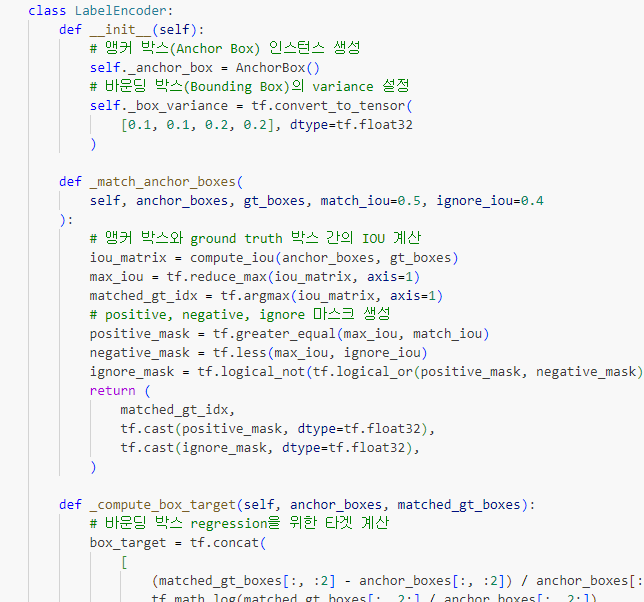 class LabelEncoder:
def __init__(self):
# 앵커 박스(Anchor Box) 인스턴스 생성
self._anchor_box = AnchorBox()
# 바운딩 박스(Bounding Box)의 variance 설정
self._box_variance = tf.convert_to_tensor(
[0.1, 0.1, 0.2, 0.2], dtype=tf.float32
)
def _match_anchor_boxes(
self, anchor_boxes, gt_boxes, match_iou=0.5, ignore_iou=0.4
):
# 앵커 박스와 ground truth 박스 간의 IOU 계산
iou_matrix = compute_iou(anchor_boxes, gt_boxes)
max_iou = tf.reduce_max(iou_matrix, axis=1)
matched_gt_idx = tf.argmax(iou_matrix, axis=1)
# positive, negative, ignore 마스크 생성
positive_mask = tf.greater_equal(max_iou, match_iou)
negative_mask = tf.less(max_iou, ignore_iou)
ignore_mask = tf.logical_not(tf.logical_or(positive_mask, negative_mask)
return (
matched_gt_idx,
tf.cast(positive_mask, dtype=tf.float32),
tf.cast(ignore_mask, dtype=tf.float32),
)
def _compute_box_target(self, anchor_boxes, matched_gt_boxes):
# 바운딩 박스 regression을 위한 타겟 계산
box_target = tf.concat(
[
(matched_gt_boxes[:, :2] - anchor_boxes[:, :2]) / anchor_boxes[:
tf.math.log(matched_gt_boxes[:, 2:] / anchor_boxes[:, 2:])